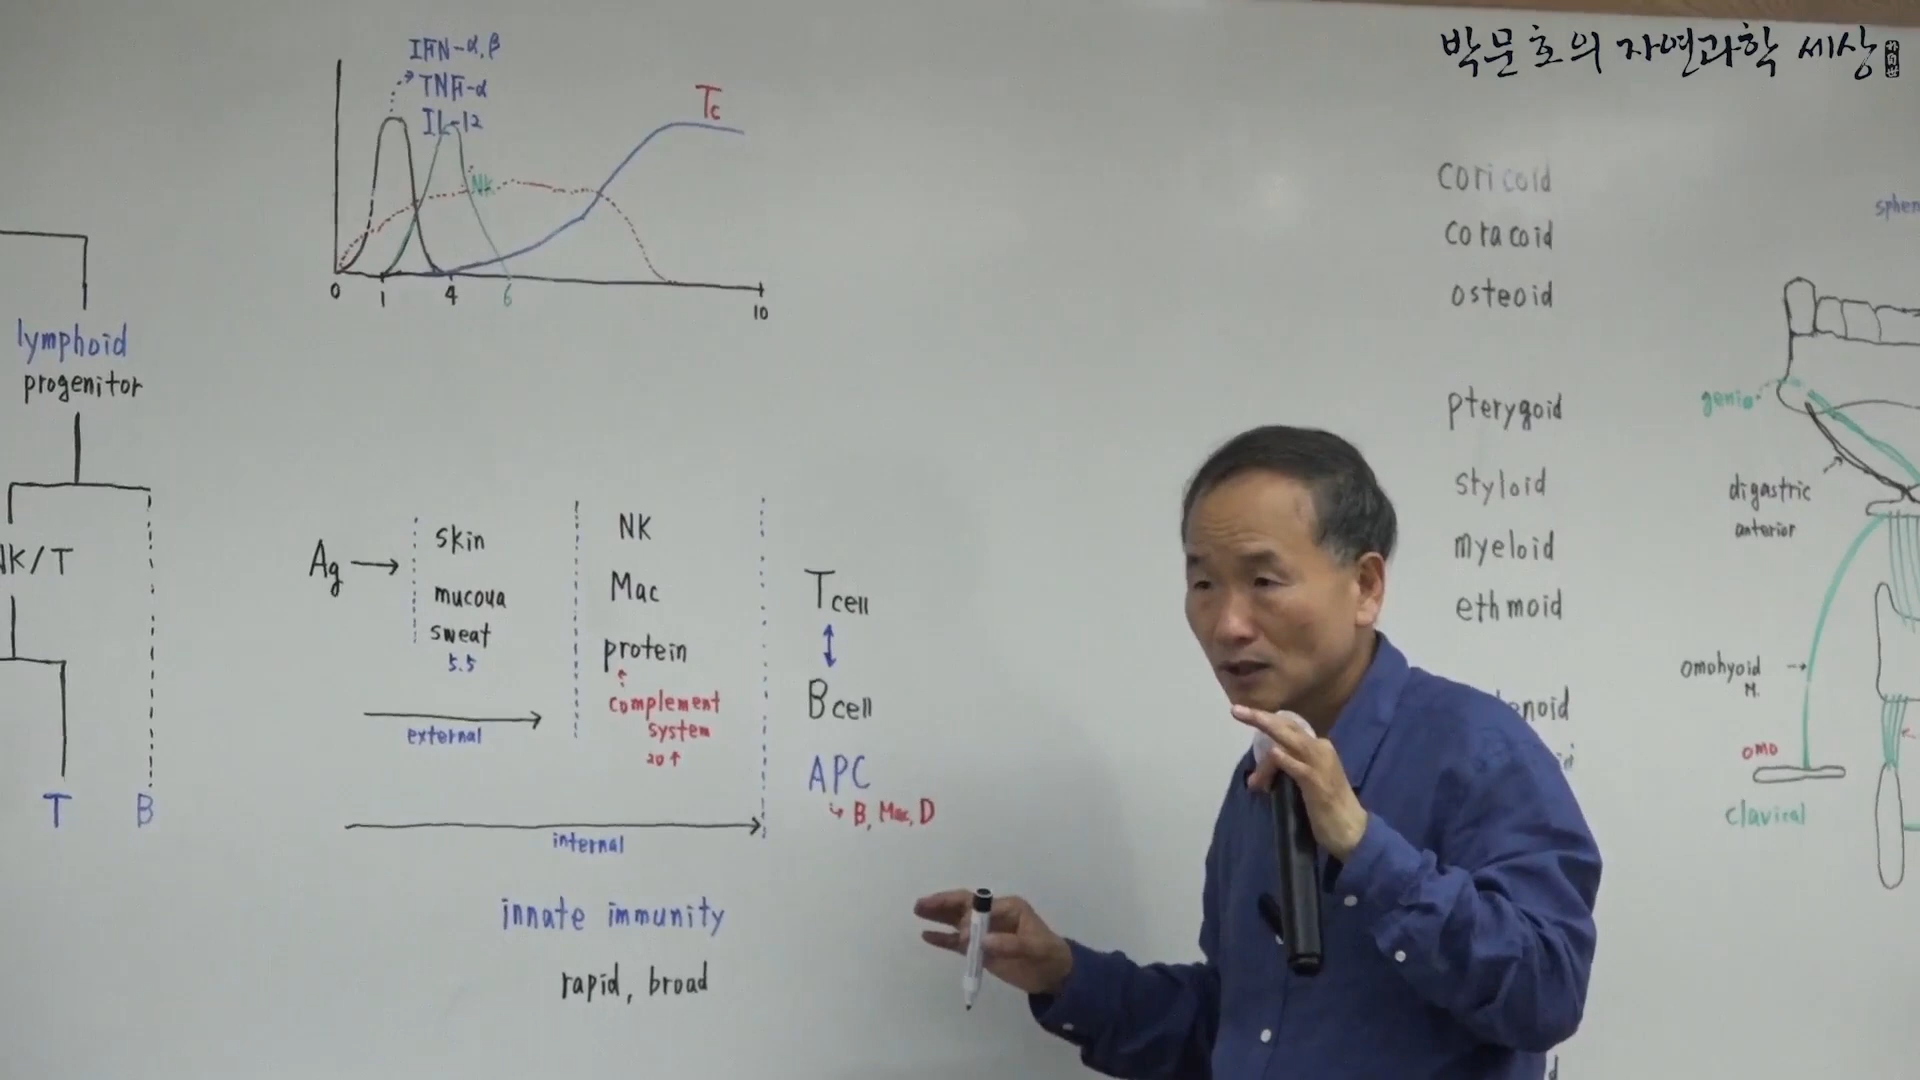 박문호의 자연과학 세상
IFN-α,β
TNF-α
IL-12
Tc
NK
0 1 4 6 10
lymphoid
progenitor
NK/T
T B
Ag →
skin
mucoua
sweat
5.5
external
NK
Mac
protein
complement
system
20↑
internal
Tcell
↕
Bcell
APC
↳ B, Mac, D
innate immunity
rapid, broad
coricoid
coracoid
osteoid
pterygoid
styloid
myeloid
ethmoid
enoid
sphen
genio
digastric
anterior
omohyoid →
M.
omo
clavical